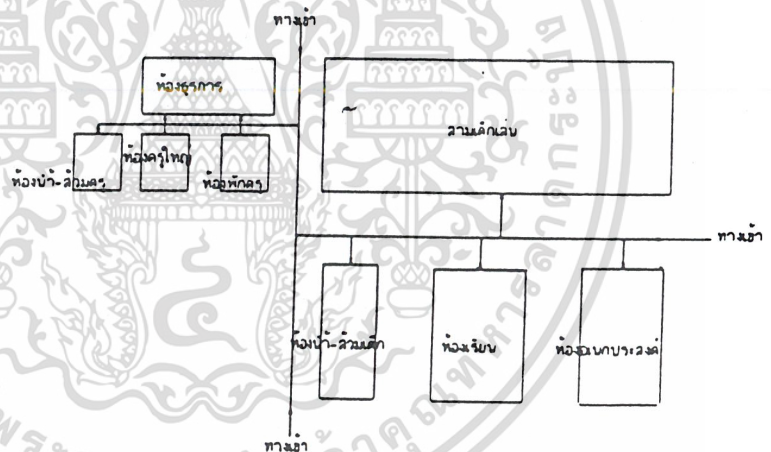 ทางเข้า
ห้องธุรการ
สนามเด็กเล่น
ห้องครูใหญ่
ห้องน้ำ-ส้วมครู
ห้องพักครู
ทางเข้า
ห้องน้ำ-ส้วมเด็ก
ห้องเรียน
ห้องอเนกประสงค์
ทางเข้า